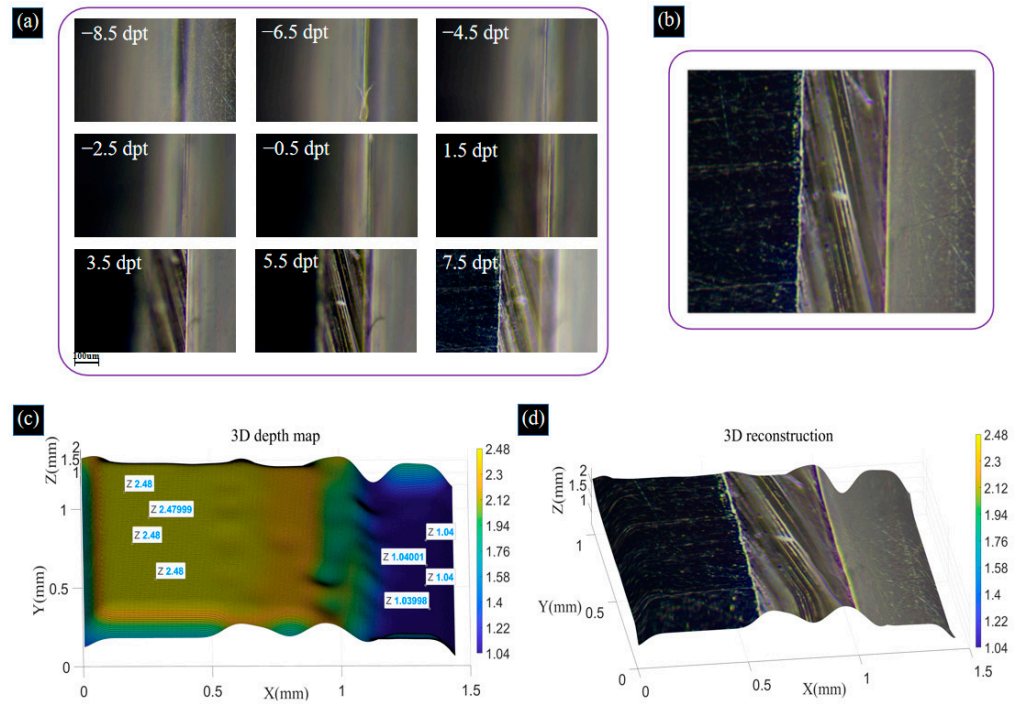 (a)
−8.5 dpt
−6.5 dpt
−4.5 dpt
−2.5 dpt
−0.5 dpt
1.5 dpt
3.5 dpt
5.5 dpt
7.5 dpt
100um
(b)
(c)
3D depth map
Z(mm)
2
1.5
1
0.5
0
Y(mm)
Z 2.48
Z 2.47999
Z 2.48
Z 2.48
Z 1.04
Z 1.04001
Z 1.04
Z 1.03998
0
0.5
1
1.5
X(mm)
2.48
2.3
2.12
1.94
1.76
1.58
1.4
1.22
1.04
(d)
3D reconstruction
Z(mm)
2
1.5
1
1
0.5
0
Y(mm)
0
0.5
1
1.5
X(mm)
2.48
2.3
2.12
1.94
1.76
1.58
1.4
1.22
1.04